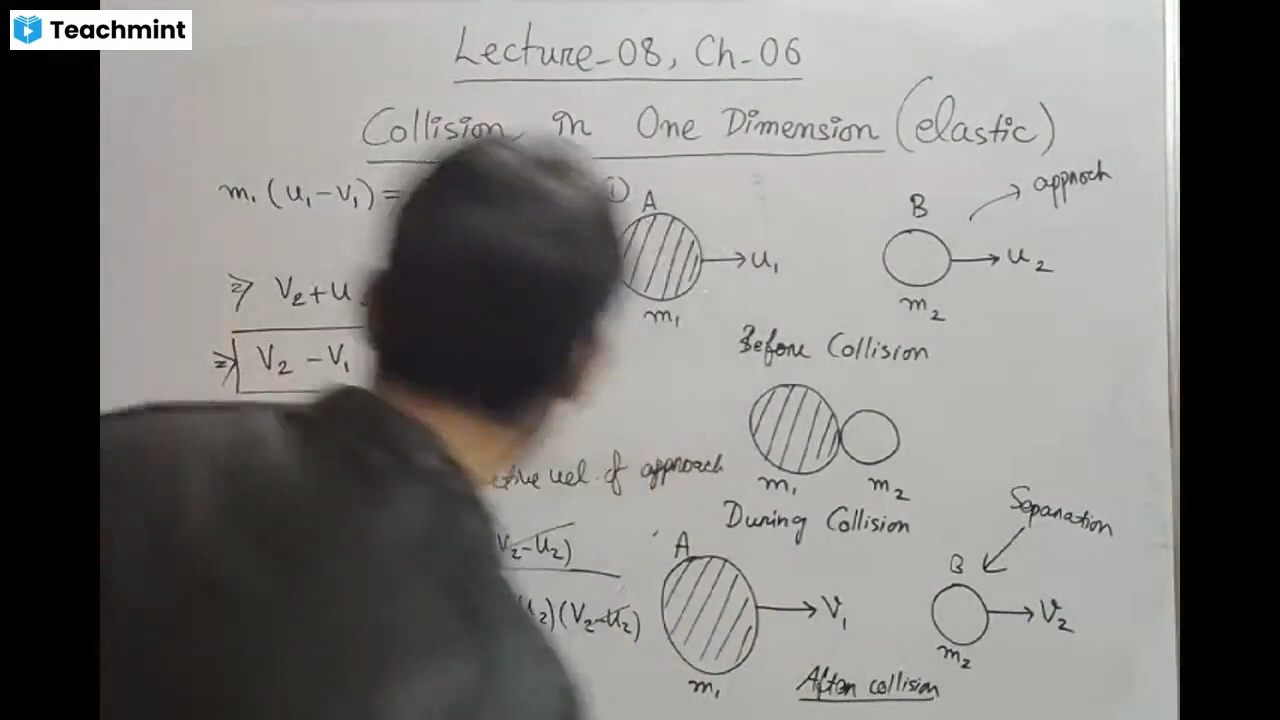 Teachmint
Lecture-08, Ch-06
Collision in One Dimension (elastic)
m₁ (u₁-v₁) =
A
m₁
u₁
B
m₂
u₂
approch
⇒ V₂+u
⇒ V₂ - V₁
Before Collision
vel. of approach
m₁
m₂
During Collision
V₂-u₂)
u₂)(V₂-u₂)
A
m₁
V₁
Separation
B
m₂
V₂
After collision